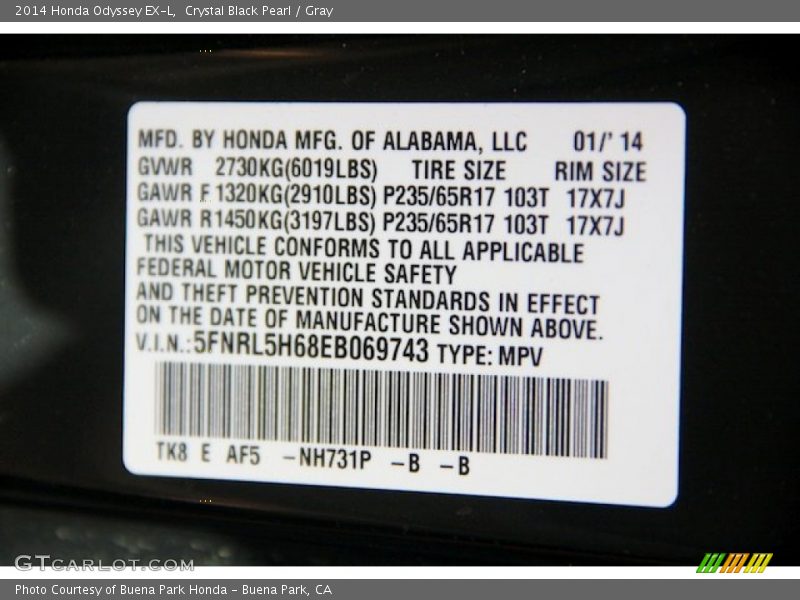 2014 Honda Odyssey EX-L, Crystal Black Pearl / Gray
MFD. BY HONDA MFG. OF ALABAMA, LLC 01/' 14
GVWR 2730KG(6019LBS) TIRE SIZE RIM SIZE
GAWR F 1320KG(2910LBS) P235/65R17 103T 17X7J
GAWR R1450KG(3197LBS) P235/65R17 103T 17X7J
THIS VEHICLE CONFORMS TO ALL APPLICABLE
FEDERAL MOTOR VEHICLE SAFETY
AND THEFT PREVENTION STANDARDS IN EFFECT
ON THE DATE OF MANUFACTURE SHOWN ABOVE.
V.I.N.:5FNRL5H68EB069743 TYPE: MPV
TK8 E AF5 -NH731P -B -B
GTCARLOT.COM
Photo Courtesy of Buena Park Honda - Buena Park, CA